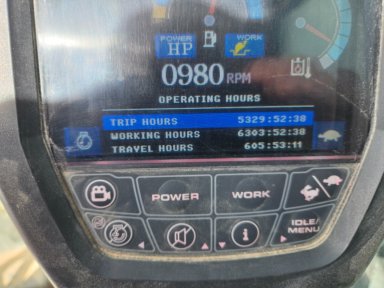 POWER WORK
HP
0980 RPM
OPERATING HOURS
TRIP HOURS 5329:52:38
WORKING HOURS 6303:52:38
TRAVEL HOURS 605:53:11
POWER WORK
IDLE/
MENU